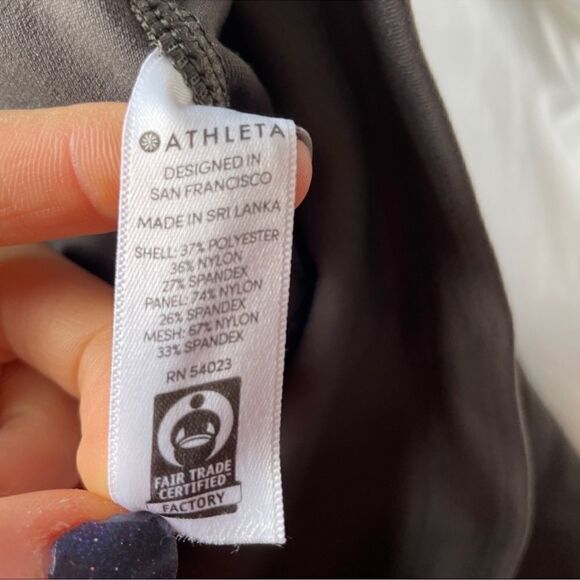 ATHLETA
DESIGNED IN
SAN FRANCISCO
MADE IN SRI LANKA
SHELL: 37% POLYESTER
36% NYLON
27% SPANDEX
PANEL: 74% NYLON
26% SPANDEX
MESH: 67% NYLON
33% SPANDEX
RN 54023
FAIR TRADE
CERTIFIED™
FACTORY